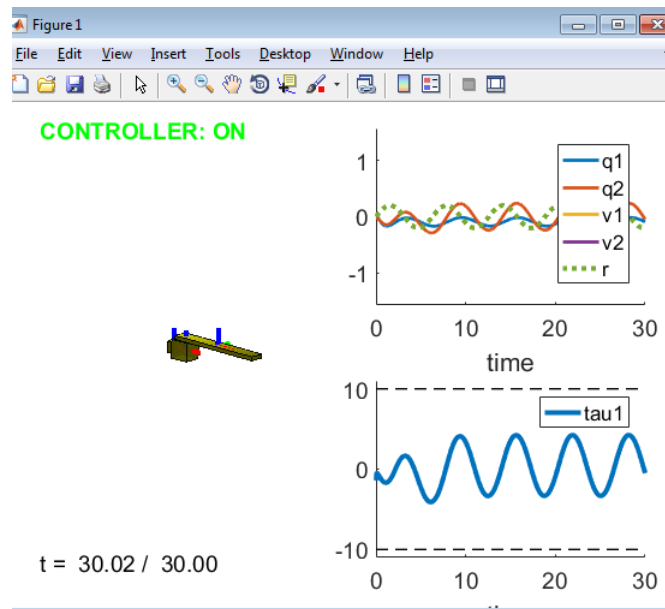 Figure 1
File Edit View Insert Tools Desktop Window Help
CONTROLLER: ON
1
0
-1
q1
q2
v1
v2
r
0 10 20 30
time
10
0
-10
tau1
0 10 20 30
t = 30.02 / 30.00